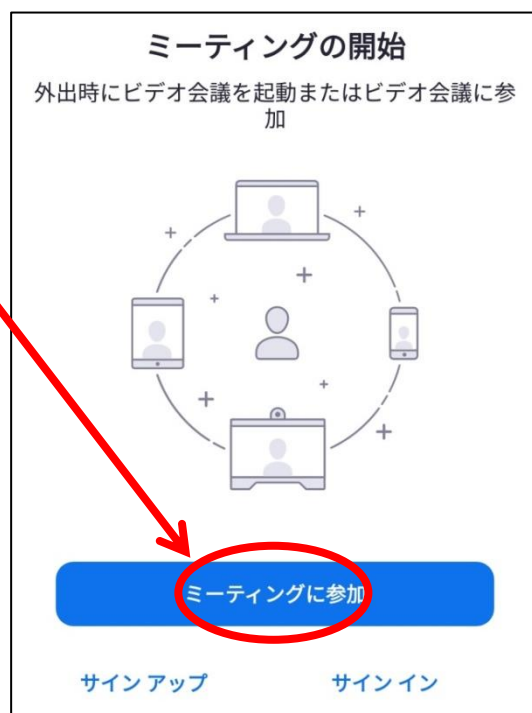 ミーティングの開始
外出時にビデオ会議を起動またはビデオ会議に参
加
ミーティングに参加
サイン アップ
サイン イン